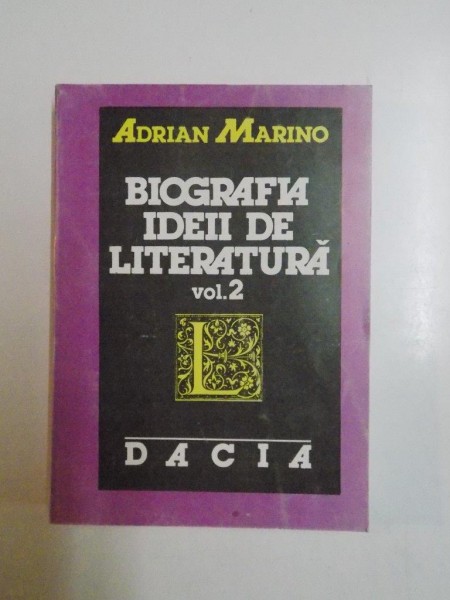 ADRIAN MARINO
BIOGRAFIA
IDEII DE
LITERATURĂ
vol. 2
L
DACIA